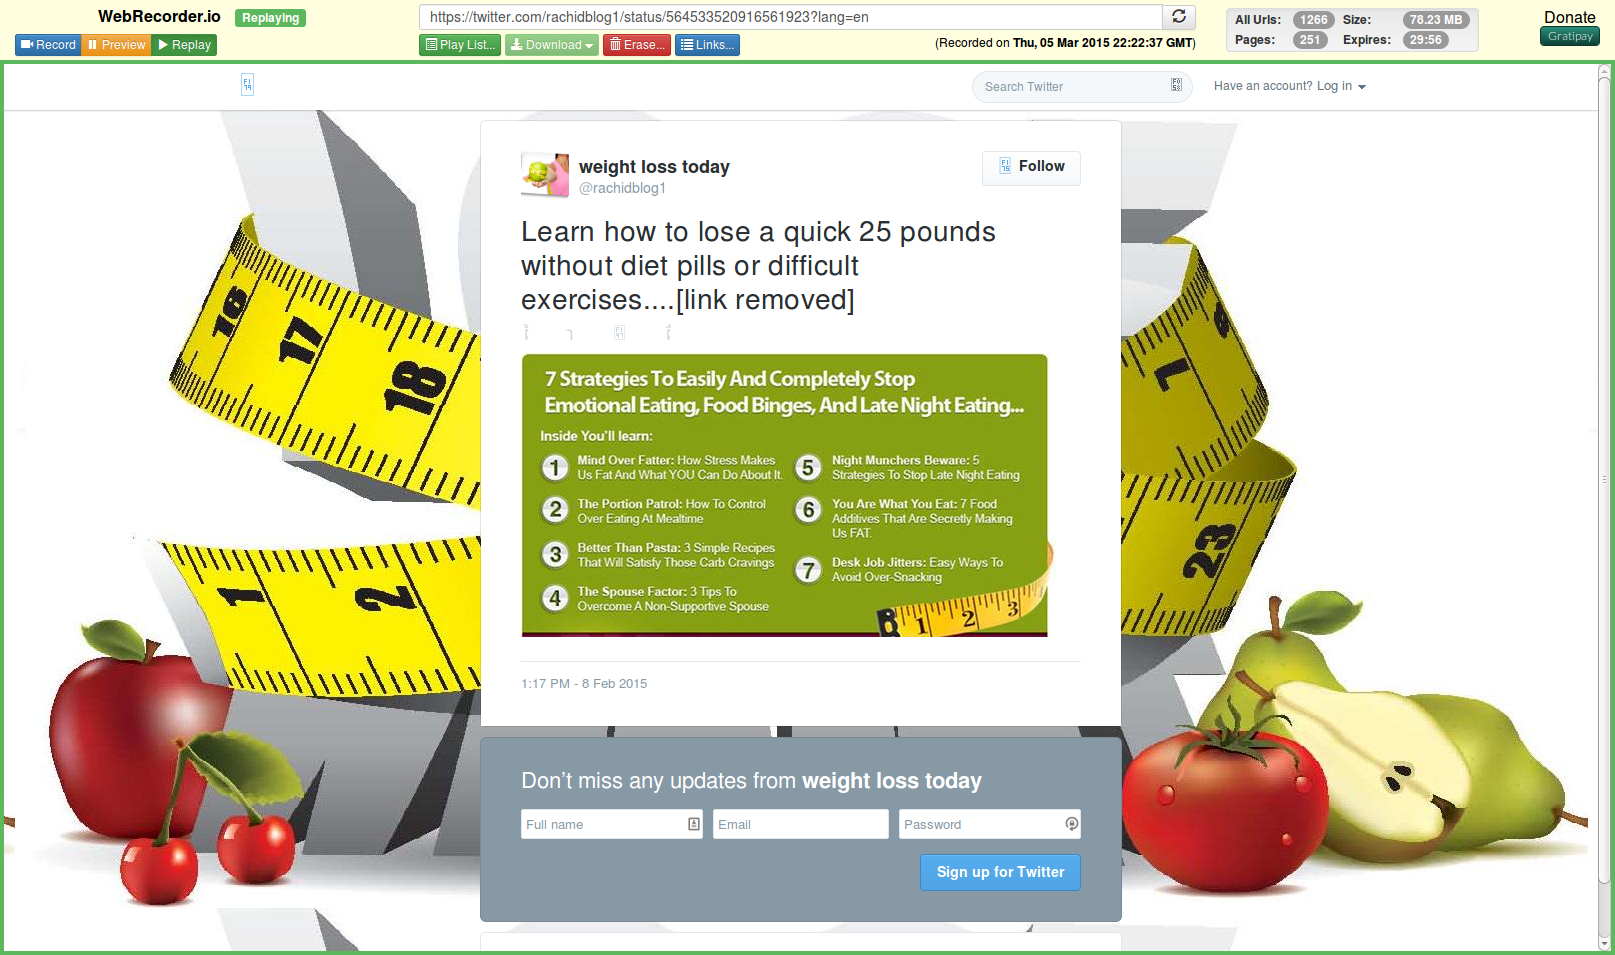 WebRecorder.io Replaying
https://twitter.com/rachidblog1/status/564533520916561923?lang=en
All Urls: 1266 Size: 78.23 MB
Donate
Record Preview Replay
Play List... Download Erase... Links...
(Recorded on Thu, 05 Mar 2015 22:22:37 GMT)
Pages: 251 Expires: 29:56
Gratipay
Search Twitter
Have an account? Log in
weight loss today
@rachidblog1
Follow
Learn how to lose a quick 25 pounds
without diet pills or difficult
exercises....[link removed]
7 Strategies To Easily And Completely Stop
Emotional Eating, Food Binges, And Late Night Eating...
Inside You'll learn:
1 Mind Over Fatter: How Stress Makes
Us Fat And What YOU Can Do About It.
2 The Portion Patrol: How To Control
Over Eating At Mealtime
3 Better Than Pasta: 3 Simple Recipes
That Will Satisfy Those Carb Cravings
4 The Spouse Factor: 3 Tips To
Overcome A Non-Supportive Spouse
5 Night Munchers Beware: 5
Strategies To Stop Late Night Eating
6 You Are What You Eat: 7 Food
Additives That Are Secretly Making
Us FAT.
7 Desk Job Jitters: Easy Ways To
Avoid Over-Snacking
1 2 3
16 17 18
1 2
1
23
1:17 PM - 8 Feb 2015
Don't miss any updates from weight loss today
Full name
Email
Password
Sign up for Twitter